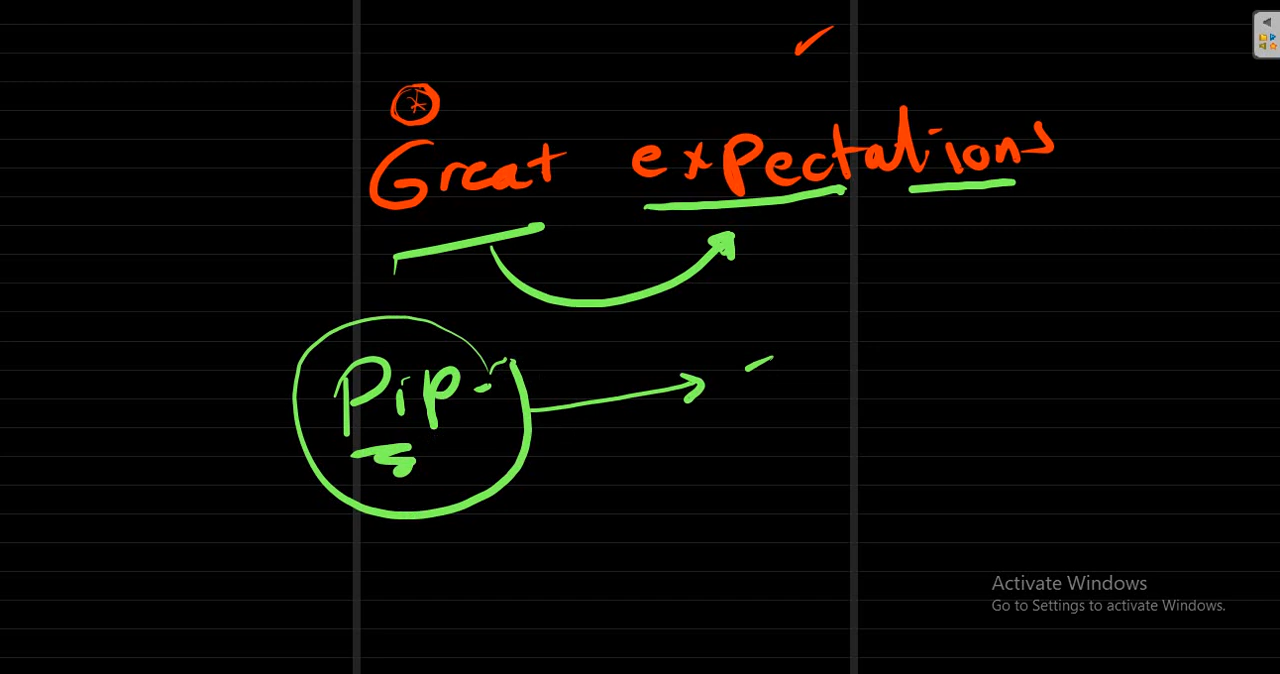 Great expectations
Pip
Activate Windows
Go to Settings to activate Windows.